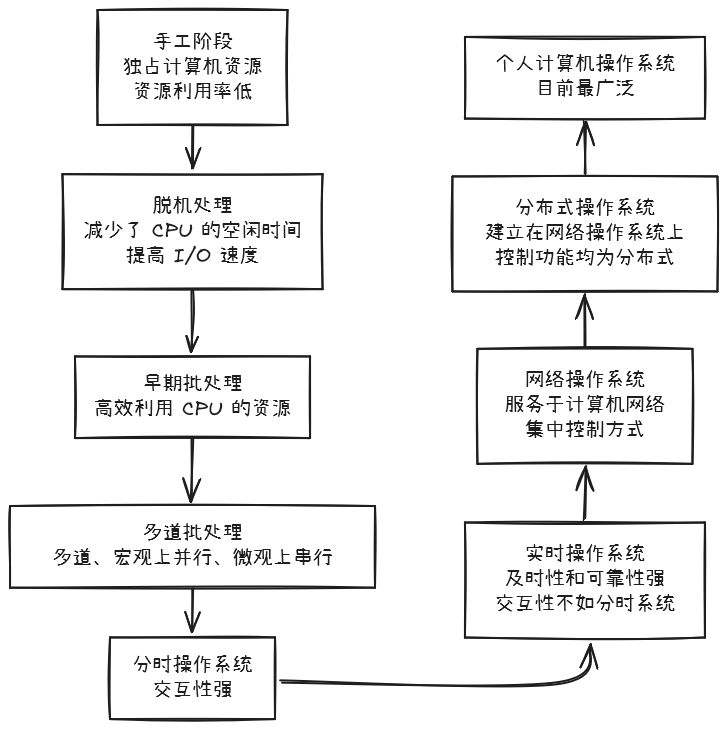 手工阶段
独占计算机资源
资源利用率低
脱机处理
减少了 CPU 的空闲时间
提高 I/O 速度
早期批处理
高效利用 CPU 的资源
多道批处理
多道、宏观上并行、微观上串行
分时操作系统
交互性强
实时操作系统
及时性和可靠性强
交互性不如分时系统
网络操作系统
服务于计算机网络
集中控制方式
分布式操作系统
建立在网络操作系统上
控制功能均为分布式
个人计算机操作系统
目前最广泛